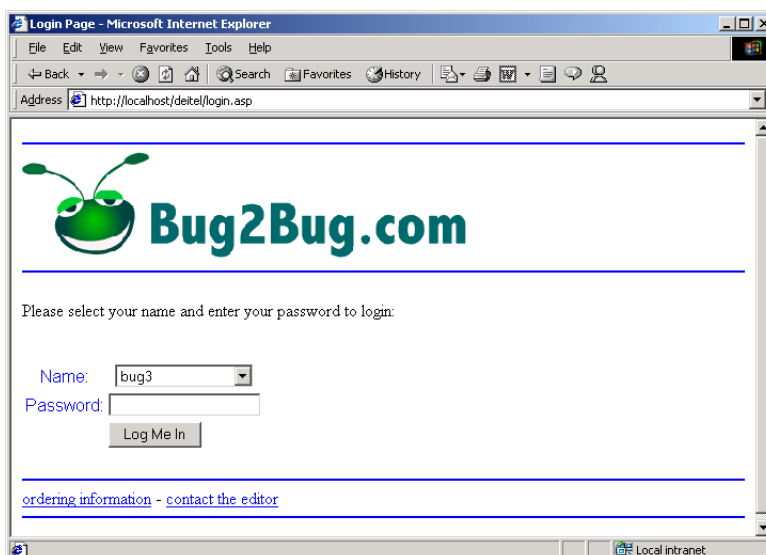 Login Page - Microsoft Internet Explorer
File Edit View Favorites Tools Help
Back Search Favorites History
Address http://localhost/deitel/login.asp
Bug2Bug.com
Please select your name and enter your password to login:
Name: bug3
Password:
Log Me In
ordering information - contact the editor
Local intranet